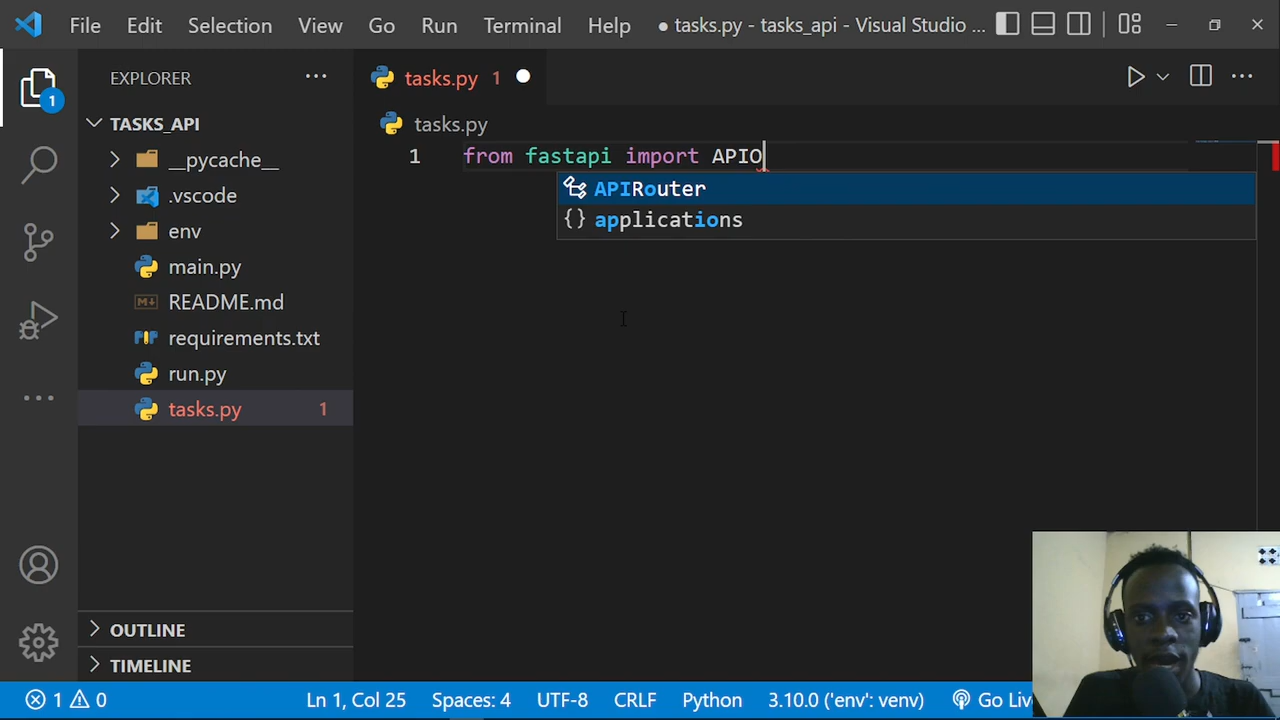 File Edit Selection View Go Run Terminal Help ● tasks.py - tasks_api - Visual Studio ...
EXPLORER ...
tasks.py 1
1
TASKS_API
tasks.py
__pycache__
1 from fastapi import APIO
APIRouter
.vscode
{} applications
env
main.py
README.md
requirements.txt
run.py
tasks.py 1
OUTLINE
TIMELINE
1 0 Ln 1, Col 25 Spaces: 4 UTF-8 CRLF Python 3.10.0 ('env': venv) Go Liv